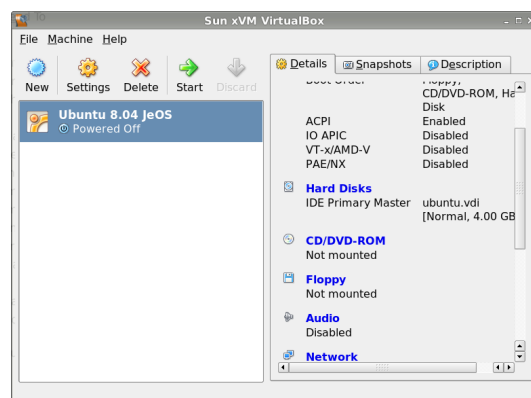 Sun xVM VirtualBox
File Machine Help
New Settings Delete Start Discard
Ubuntu 8.04 JeOS
Powered Off
Details Snapshots Description
Boot Order Floppy,
CD/DVD-ROM, Ha
Disk
ACPI Enabled
IO APIC Disabled
VT-x/AMD-V Disabled
PAE/NX Disabled
Hard Disks
IDE Primary Master ubuntu.vdi
[Normal, 4.00 GB
CD/DVD-ROM
Not mounted
Floppy
Not mounted
Audio
Disabled
Network